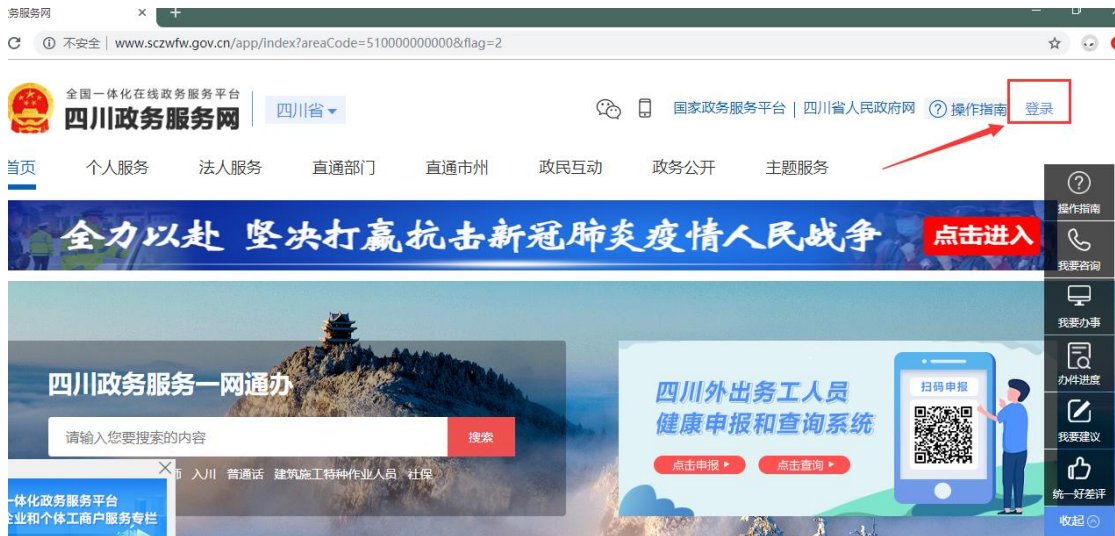 务服务网
不安全 | www.sczwfw.gov.cn/app/index?areaCode=510000000000&flag=2
全国一体化在线政务服务平台
四川政务服务网
四川省
国家政务服务平台 | 四川省人民政府网
操作指南
登录
首页 个人服务 法人服务 直通部门 直通市州 政民互动 政务公开 主题服务
全力以赴 坚决打赢抗击新冠肺炎疫情人民战争
点击进入
操作指南
我要咨询
我要办事
办件进度
我要建议
统一好差评
收起
四川政务服务一网通办
请输入您要搜索的内容
搜索
入川 普通话 建筑施工特种作业人员 社保
四川外出务工人员
健康申报和查询系统
点击申报
点击查询
扫码申报
一体化政务服务平台
企业和个体工商户服务专栏